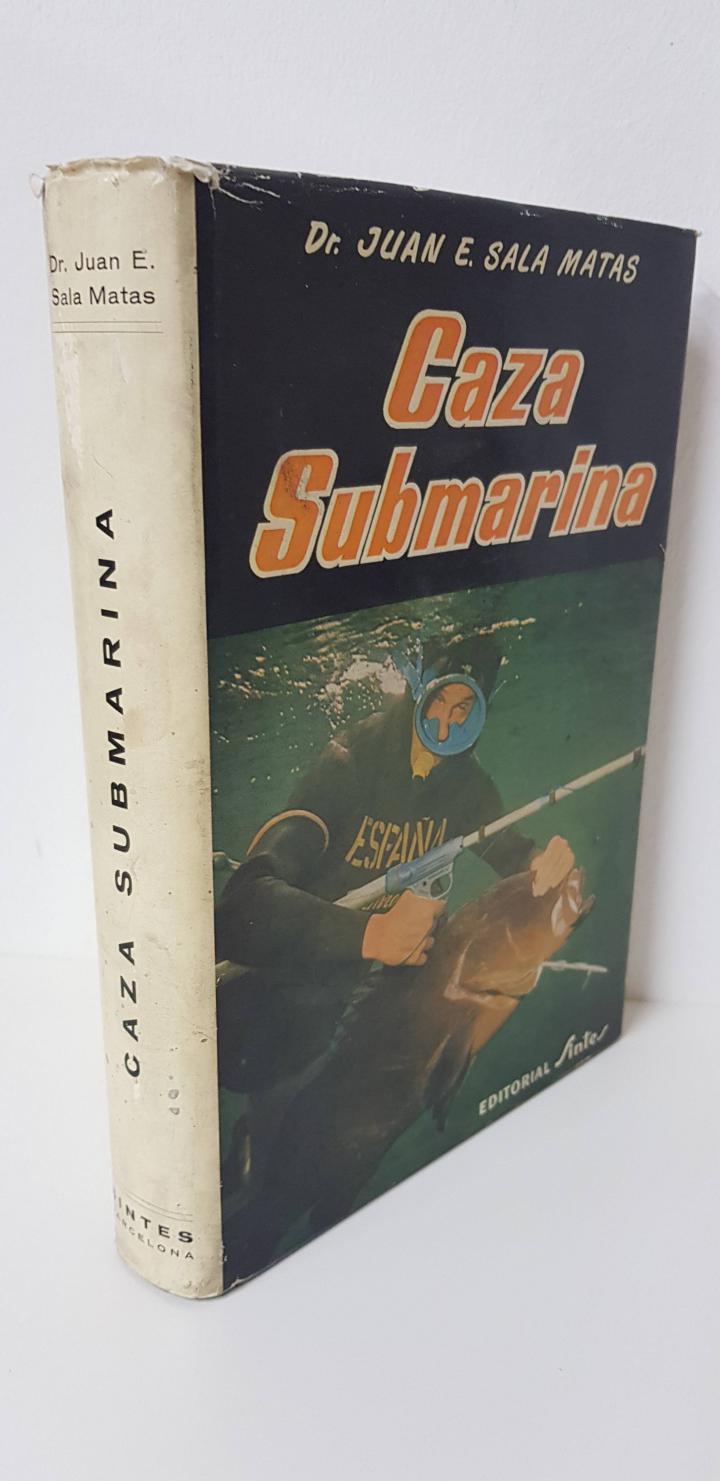 Dr. Juan E.
Sala Matas
CAZA SUBMARINA
SINTES
BARCELONA
Dr. JUAN E. SALA MATAS
Caza
Submarina
ESPAÑA
EDITORIAL Sintes